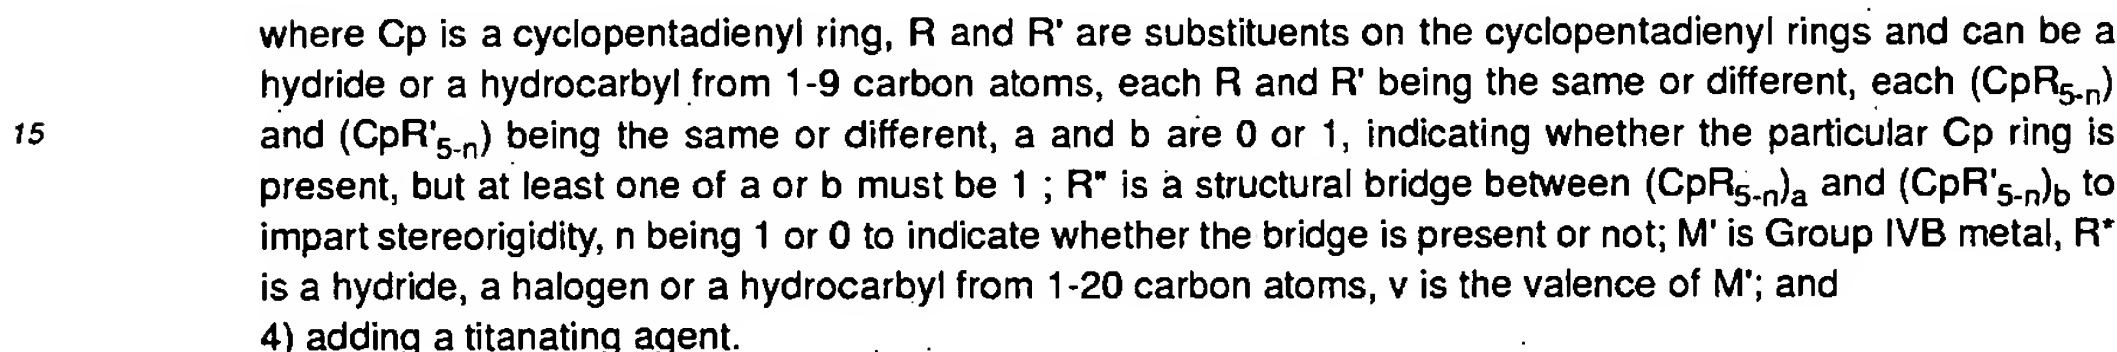 where Cp is a cyclopentadienyl ring, R and R' are substituents on the cyclopentadienyl rings and can be a
hydride or a hydrocarbyl from 1-9 carbon atoms, each R and R' being the same or different, each (CpR5-n)
15 and (CpR'5-n) being the same or different, a and b are 0 or 1, indicating whether the particular Cp ring is
present, but at least one of a or b must be 1 ; R" is a structural bridge between (CpR5-n)a and (CpR'5-n)b to
impart stereorigidity, n being 1 or 0 to indicate whether the bridge is present or not; M' is Group IVB metal, R*
is a hydride, a halogen or a hydrocarbyl from 1-20 carbon atoms, v is the valence of M'; and
4) adding a titanating agent.